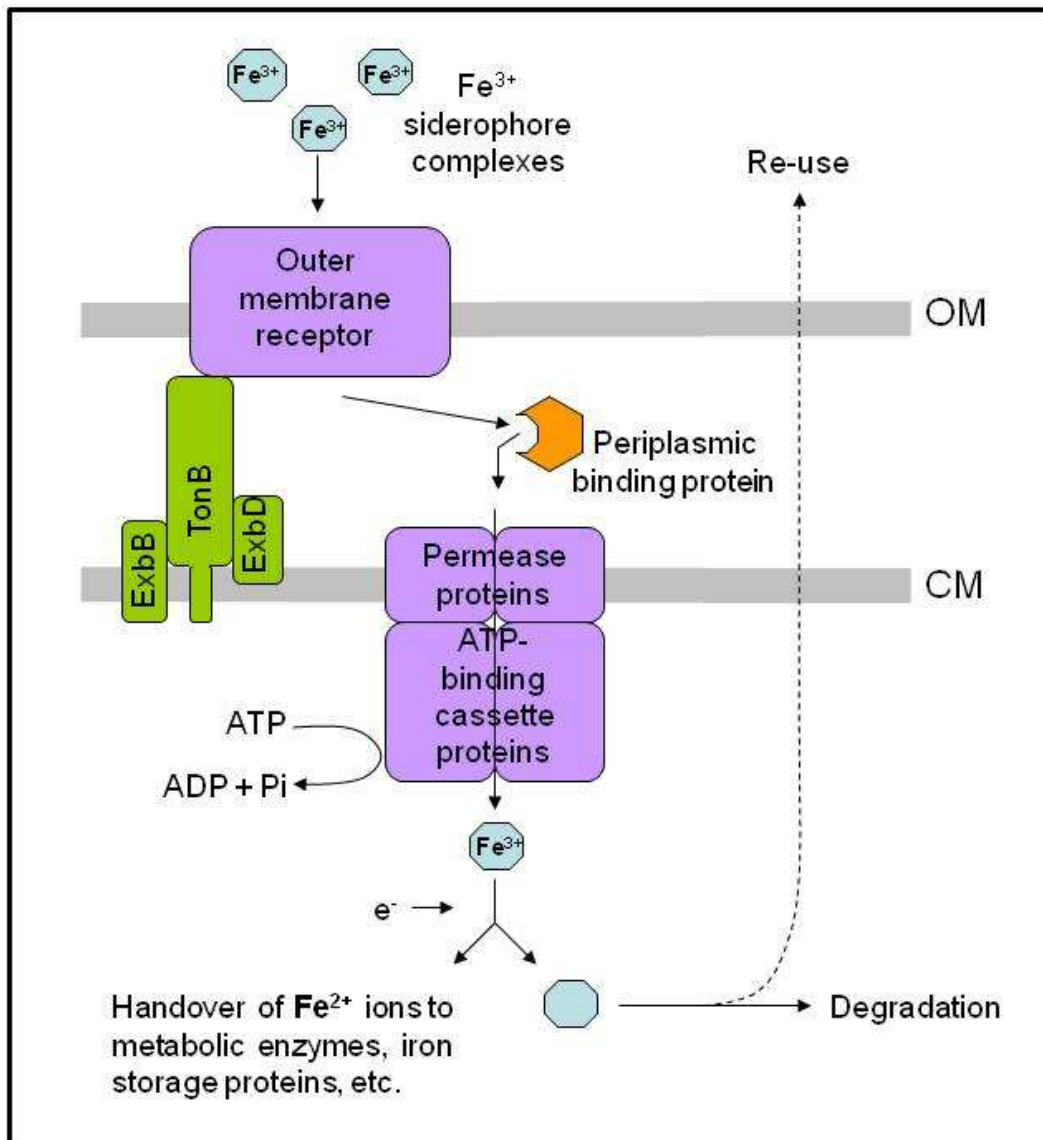 Fe³⁺
Fe³⁺
Fe³⁺
Fe³⁺
siderophore
complexes
Re-use
Outer
membrane
receptor
OM
Periplasmic
binding protein
TonB
ExbB
ExbD
Permease
proteins
CM
ATP-
binding
cassette
proteins
ATP
ADP + Pi
Fe³⁺
e⁻
Handover of Fe²⁺ ions to
metabolic enzymes, iron
storage proteins, etc.
Degradation